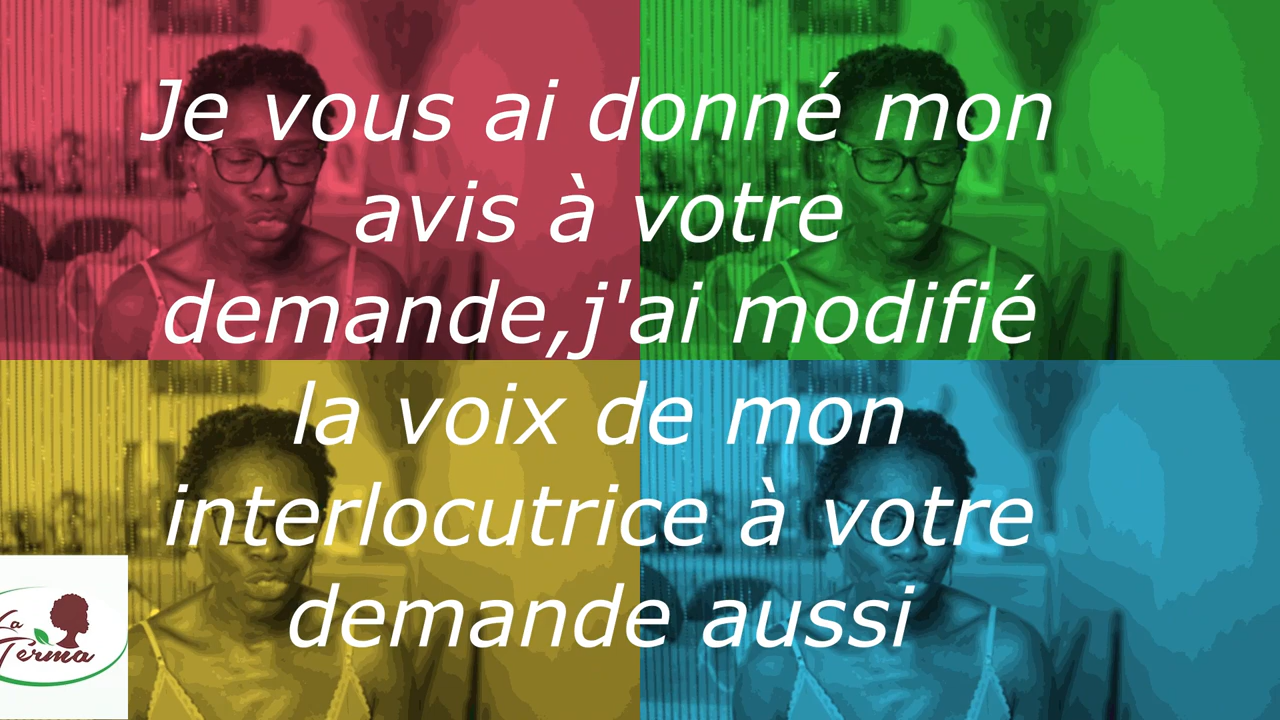 Je vous ai donné mon
avis à votre
demande,j'ai modifié
la voix de mon
interlocutrice à votre
demande aussi
La
Ferma